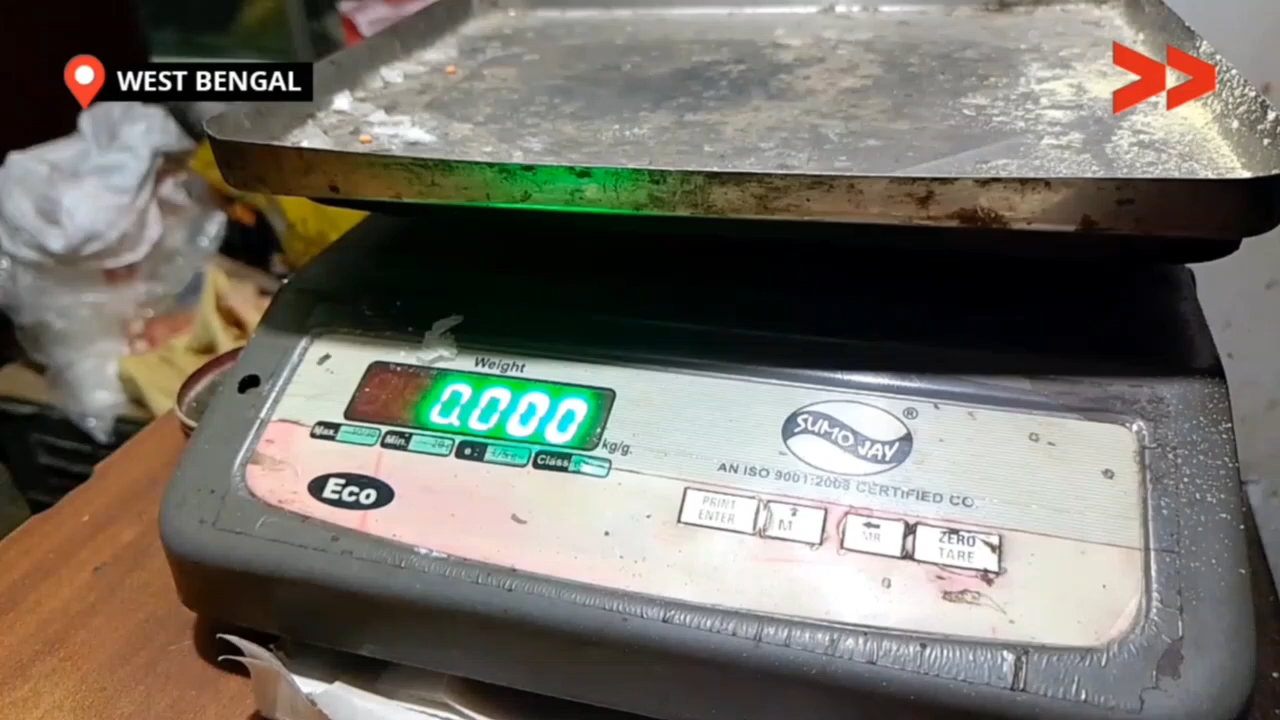 WEST BENGAL
Weight
0.000
kg/g.
Max.
Min.
e:
Class
SUMO JAY ®
AN ISO 9001:2008 CERTIFIED CO.
Eco
PRINT ENTER
M
MR
ZERO TARE